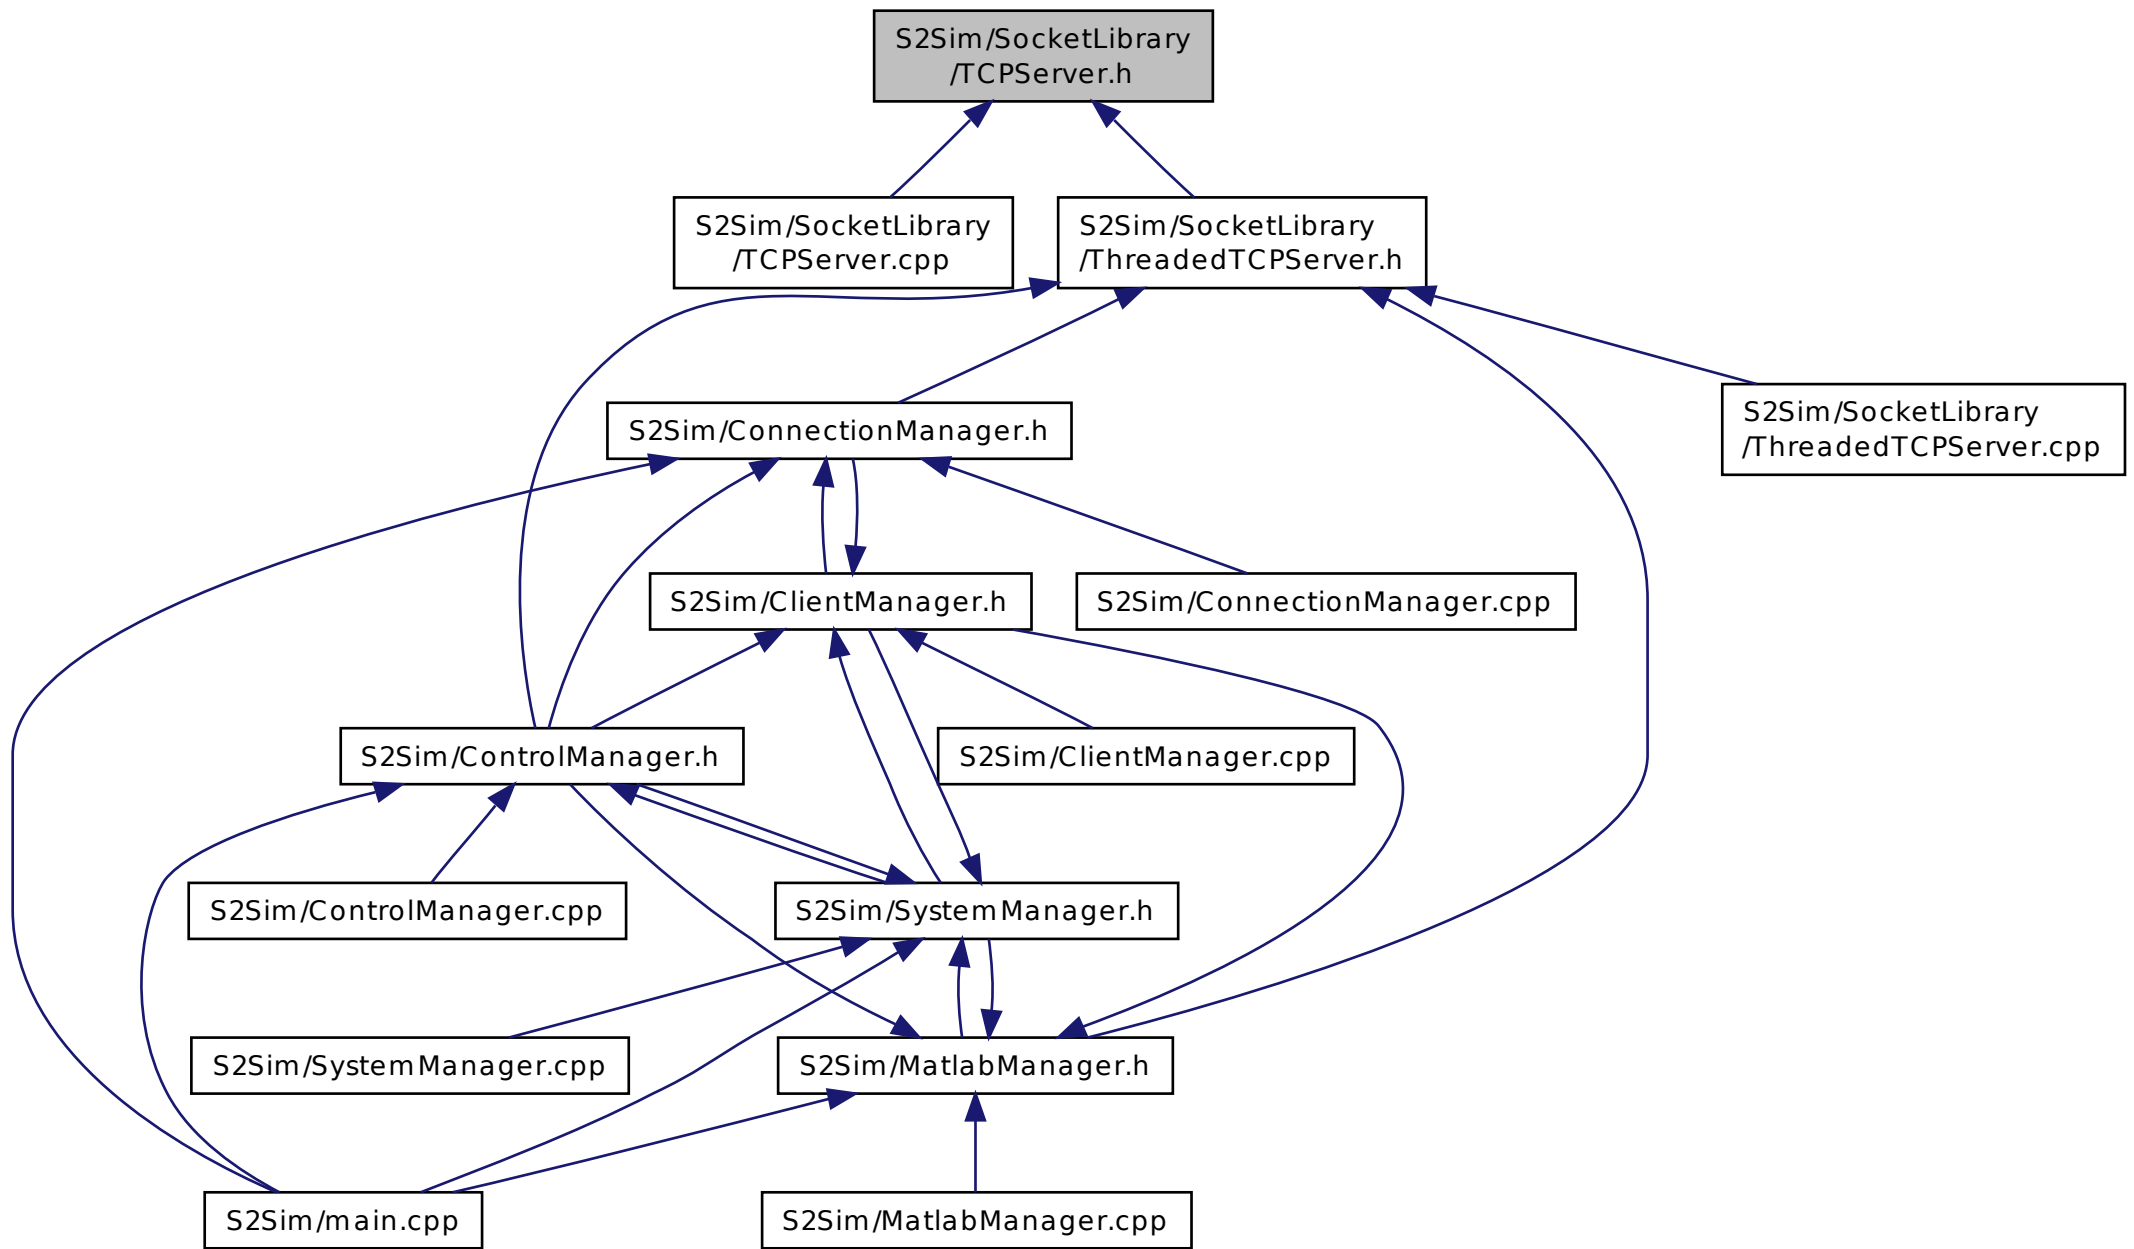 S2Sim/SocketLibrary
/TCPServer.h
S2Sim/SocketLibrary
/TCPServer.cpp
S2Sim/SocketLibrary
/ThreadedTCPServer.h
S2Sim/ConnectionManager.h
S2Sim/SocketLibrary
/ThreadedTCPServer.cpp
S2Sim/ClientManager.h
S2Sim/ConnectionManager.cpp
S2Sim/ControlManager.h
S2Sim/ClientManager.cpp
S2Sim/ControlManager.cpp
S2Sim/SystemManager.h
S2Sim/SystemManager.cpp
S2Sim/MatlabManager.h
S2Sim/main.cpp
S2Sim/MatlabManager.cpp